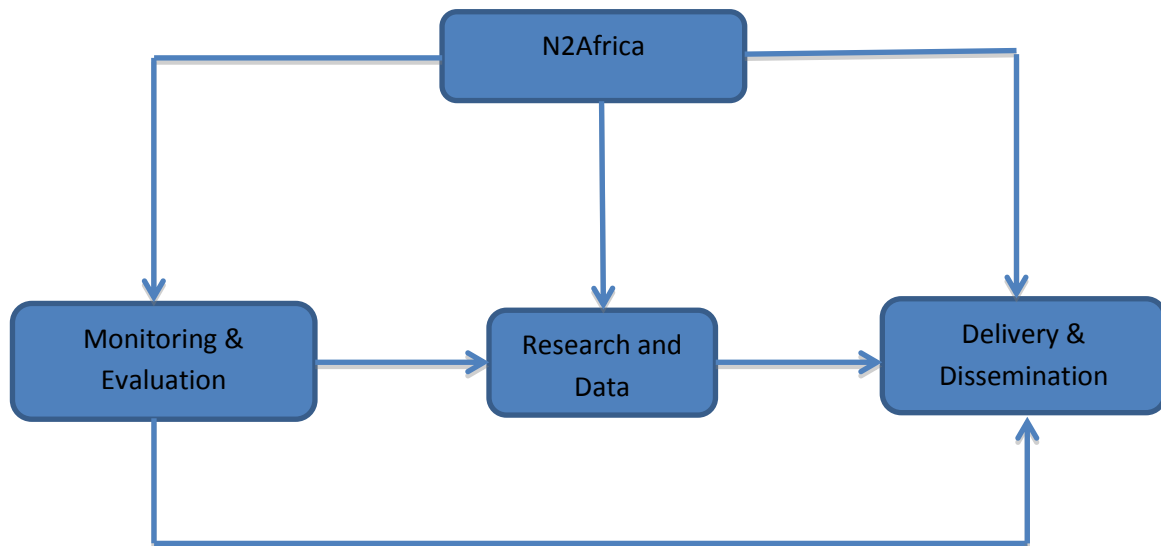 N2Africa
Monitoring &
Evaluation
Research and
Data
Delivery &
Dissemination